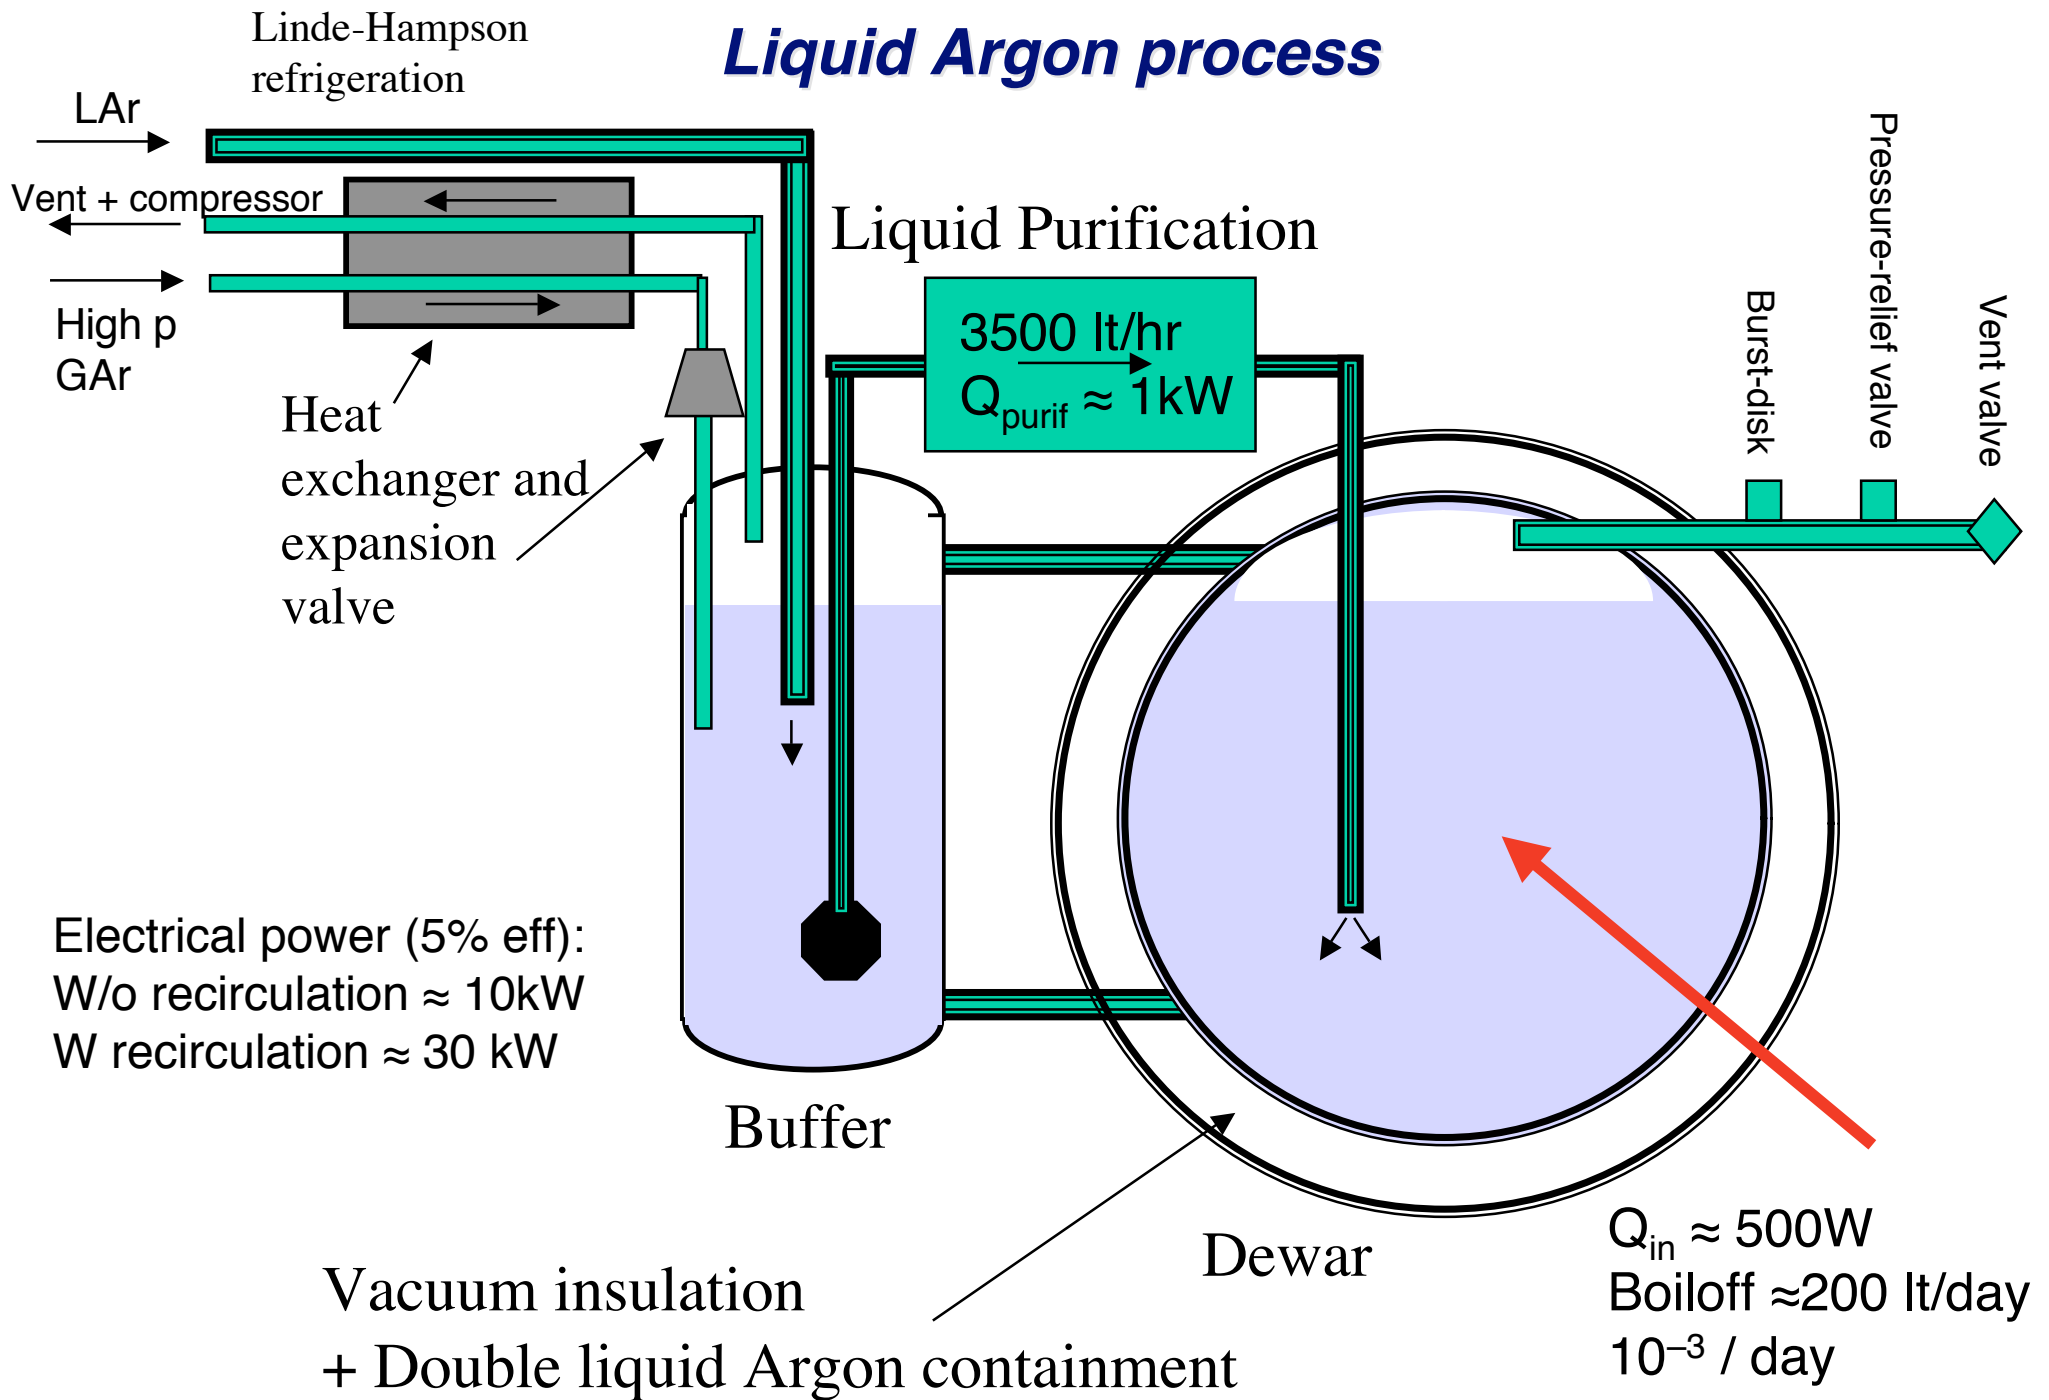 Linde-Hampson
refrigeration
Liquid Argon process
LAr
Vent + compressor
High p
GAr
Heat
exchanger and
expansion
valve
Liquid Purification
3500 lt/hr
Qpurif ≈ 1kW
Burst-disk
Pressure-relief valve
Vent valve
Electrical power (5% eff):
W/o recirculation ≈ 10kW
W recirculation ≈ 30 kW
Buffer
Dewar
Vacuum insulation
+ Double liquid Argon containment
Qin ≈ 500W
Boiloff ≈200 lt/day
10–3 / day